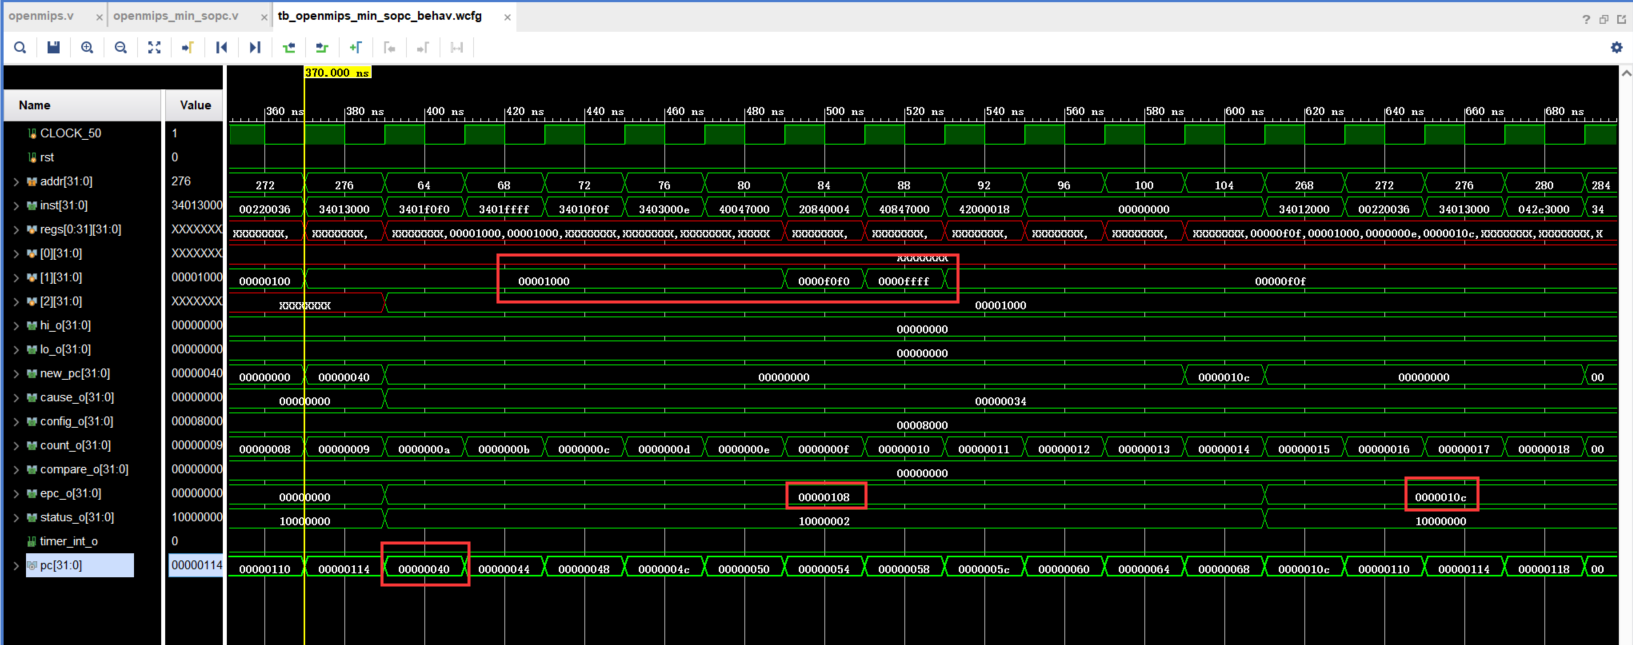 openmips.v × openmips_min_sopc.v × tb_openmips_min_sopc_behav.wcfg ×
370.000 ns
Name Value 360 ns 380 ns 400 ns 420 ns 440 ns 460 ns 480 ns 500 ns 520 ns 540 ns 560 ns 580 ns 600 ns 620 ns 640 ns 660 ns 680 ns
CLOCK_50 1
rst 0
addr[31:0] 276 272 276 64 68 72 76 80 84 88 92 96 100 104 268 272 276 280 284
inst[31:0] 34013000 00220036 34013000 3401f0f0 3401ffff 34010f0f 3403000e 40047000 20840004 40847000 42000018 00000000 34012000 00220036 34013000 042c3000 34
regs[0:31][31:0] XXXXXXX XXXXXXXX, XXXXXXXX, XXXXXXXX,00001000,00001000,XXXXXXXX,XXXXXXXX,XXXXXXXX,XXXXX XXXXXXXX, XXXXXXXX, XXXXXXXX, XXXXXXXX, XXXXXXXX, XXXXXXXX,00000f0f,00001000,0000000e,0000010c,XXXXXXXX,XXXXXXXX,X
[0][31:0] XXXXXXX XXXXXXXX
[1][31:0] 00001000 00000100 00001000 0000f0f0 0000ffff 00000f0f
[2][31:0] XXXXXXX XXXXXXXX 00001000
hi_o[31:0] 00000000 00000000
lo_o[31:0] 00000000 00000000
new_pc[31:0] 00000040 00000000 00000040 00000000 0000010c 00000000 00
cause_o[31:0] 00000000 00000000 00000034
config_o[31:0] 00008000 00008000
count_o[31:0] 00000009 00000008 00000009 0000000a 0000000b 0000000c 0000000d 0000000e 0000000f 00000010 00000011 00000012 00000013 00000014 00000015 00000016 00000017 00000018 00
compare_o[31:0] 00000000 00000000
epc_o[31:0] 00000000 00000000 00000108 0000010c
status_o[31:0] 10000000 10000000 10000002 10000000
timer_int_o 0
pc[31:0] 00000114 00000110 00000114 00000040 00000044 00000048 0000004c 00000050 00000054 00000058 0000005c 00000060 00000064 00000068 0000010c 00000110 00000114 00000118 00